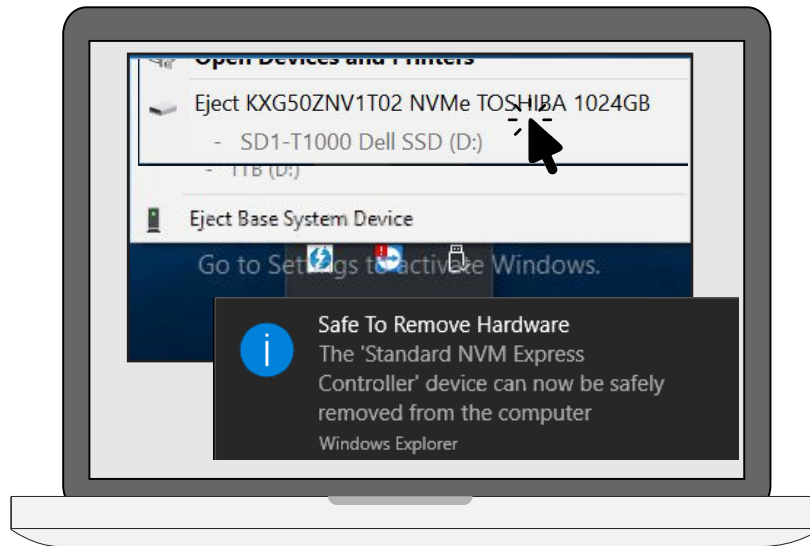 Open Devices and Printers
Eject KXG50ZNV1T02 NVMe TOSHIBA 1024GB
- SD1-T1000 Dell SSD (D:)
- 1TB (D:)
Eject Base System Device
Go to Settings to activate Windows.
Safe To Remove Hardware
The 'Standard NVM Express
Controller' device can now be safely
removed from the computer
Windows Explorer